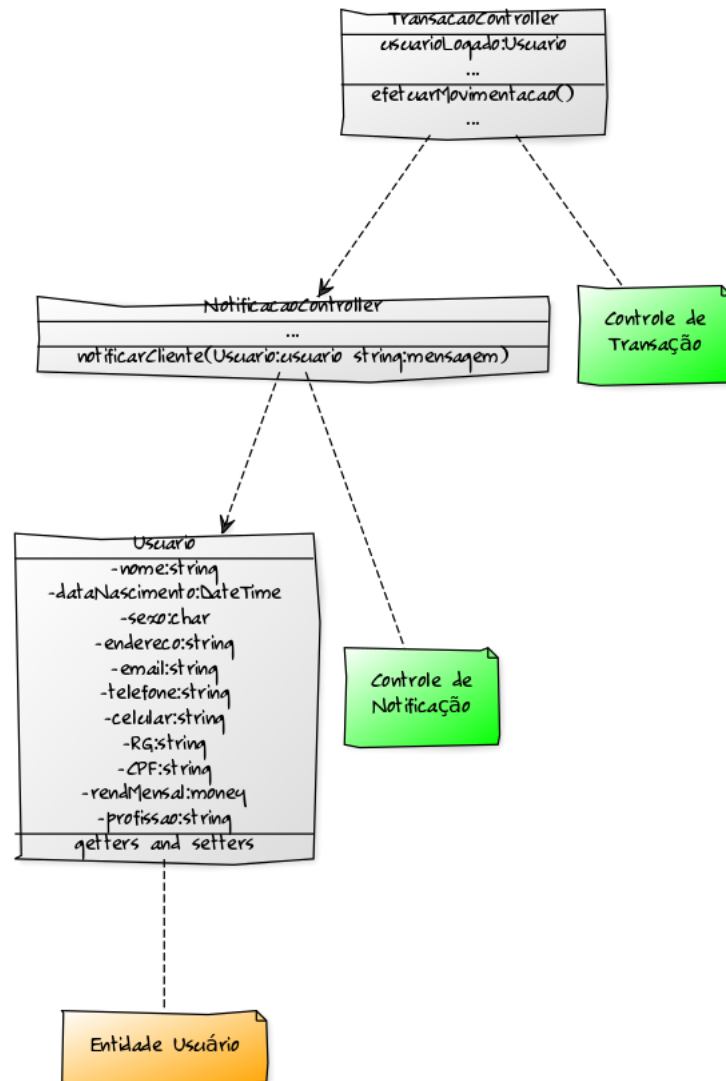 TransacaoController
usuarioLogado:Usuario
...
efetuarMovimentacao()
...
NotificacaoController
...
notificarCliente(Usuario:usuario string:mensagem)
Controle de
Transação
Usuario
-nome:string
-dataNascimento:DateTime
-sexo:char
-endereco:string
-email:string
-telefone:string
-celular:string
-RG:string
-CPF:string
-rendMensal:money
-profissao:string
getters and setters
Controle de
Notificação
Entidade Usuário